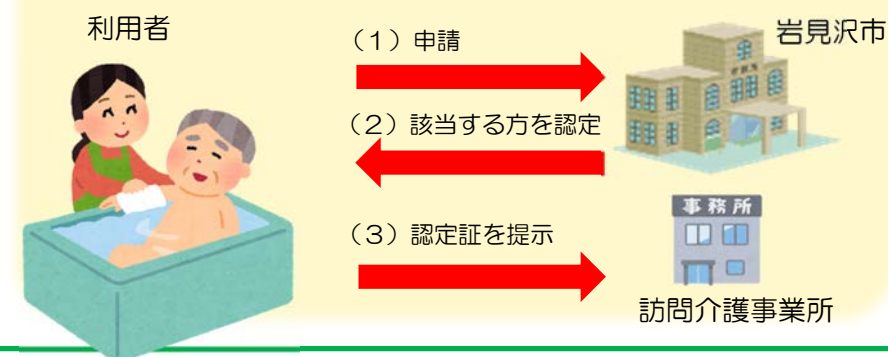 利用者
（１）申請
岩見沢市
（２）該当する方を認定
（３）認定証を提示
事務所
訪問介護事業所